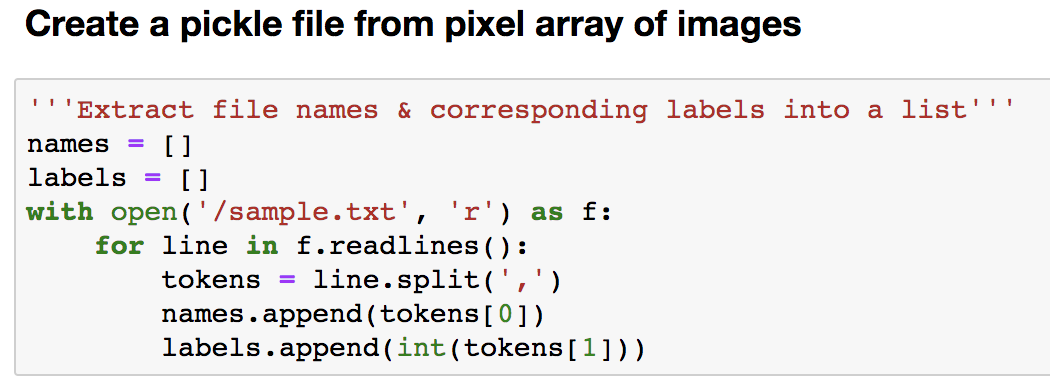 Create a pickle file from pixel array of images
'''Extract file names & corresponding labels into a list'''
names = []
labels = []
with open('/sample.txt', 'r') as f:
    for line in f.readlines():
        tokens = line.split(',')
        names.append(tokens[0])
        labels.append(int(tokens[1]))